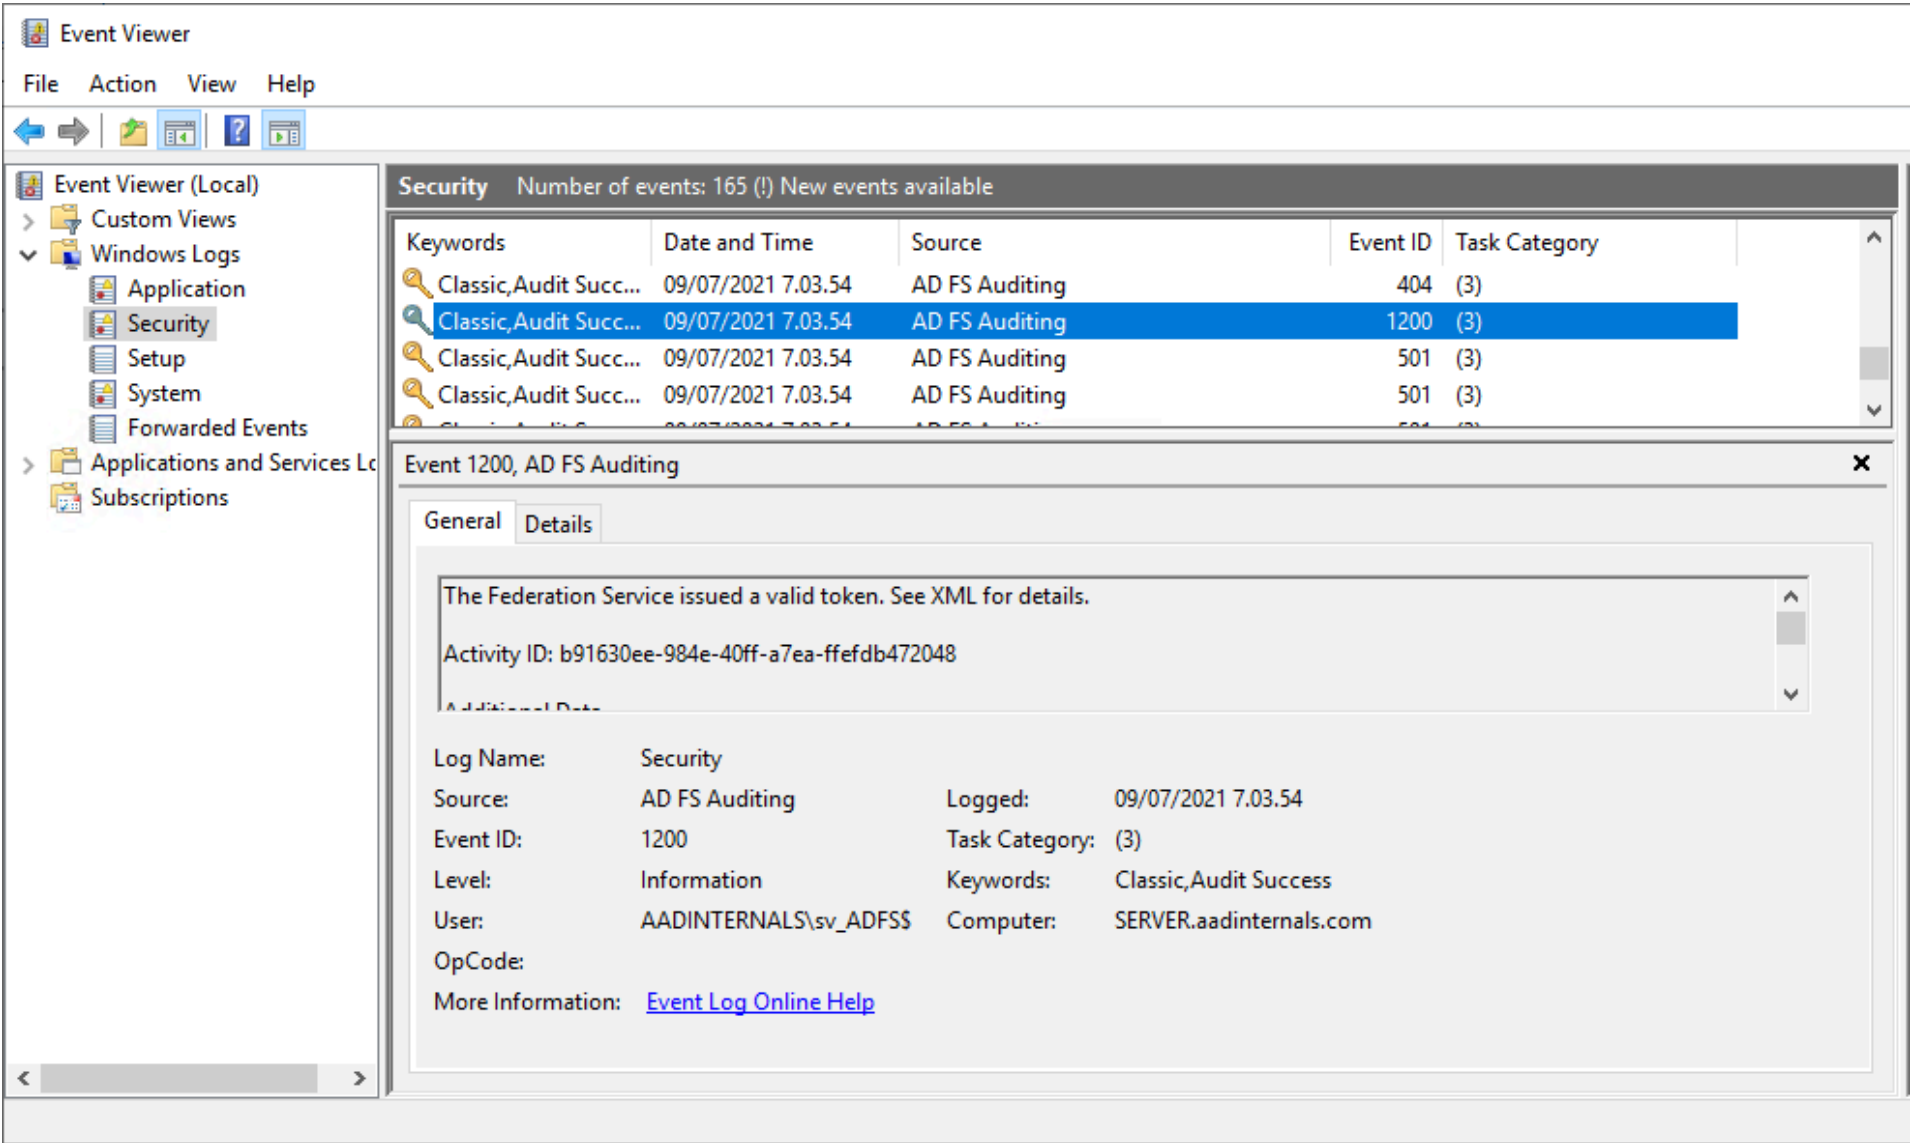 Event Viewer
File Action View Help
Event Viewer (Local)
Custom Views
Windows Logs
Application
Security
Setup
System
Forwarded Events
Applications and Services Lc
Subscriptions
Security Number of events: 165 (!) New events available
Keywords Date and Time Source Event ID Task Category
Classic,Audit Succ... 09/07/2021 7.03.54 AD FS Auditing 404 (3)
Classic,Audit Succ... 09/07/2021 7.03.54 AD FS Auditing 1200 (3)
Classic,Audit Succ... 09/07/2021 7.03.54 AD FS Auditing 501 (3)
Classic,Audit Succ... 09/07/2021 7.03.54 AD FS Auditing 501 (3)
Event 1200, AD FS Auditing
General Details
The Federation Service issued a valid token. See XML for details.
Activity ID: b91630ee-984e-40ff-a7ea-ffefdb472048
Additional Data
Log Name: Security
Source: AD FS Auditing Logged: 09/07/2021 7.03.54
Event ID: 1200 Task Category: (3)
Level: Information Keywords: Classic,Audit Success
User: AADINTERNALS\sv_ADFS$ Computer: SERVER.aadinternals.com
OpCode:
More Information: Event Log Online Help